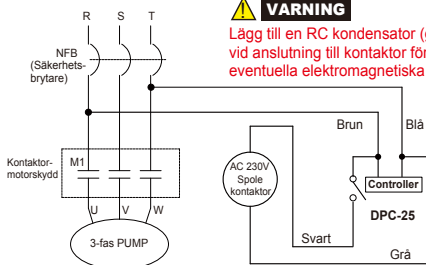 VARNING
Lägg till en RC kondensator (
vid anslutning till kontaktor för
eventuella elektromagnetiska
R S T
NFB
(Säkerhets-
brytare)
Brun
Blå
Kontaktor-
motorskydd
M1
AC 230V
Spole
kontaktor
Controller
DPC-25
U V W
3-fas PUMP
Svart
Grå